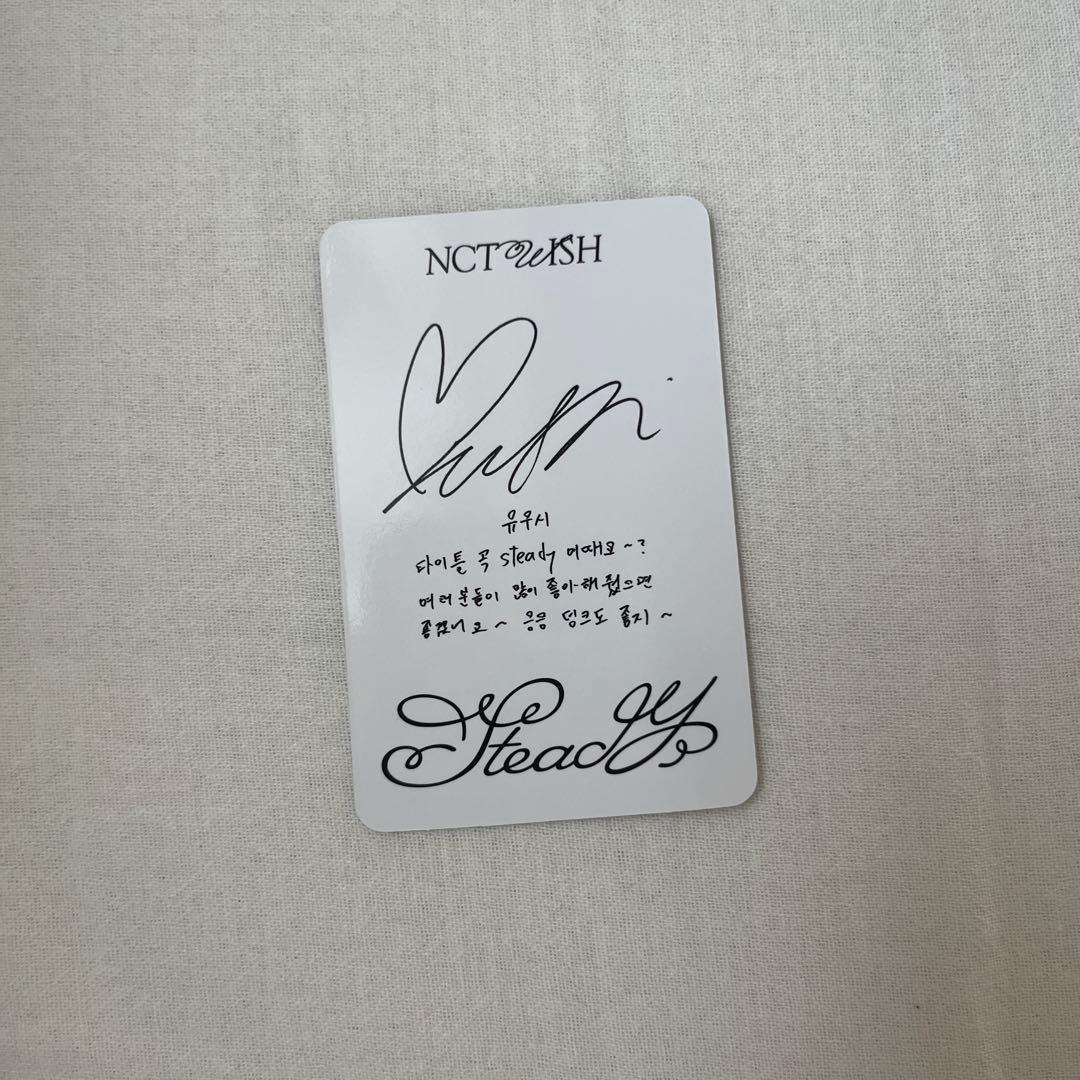 NCT WISH
Yushi
유우시
타이틀 곡 steady 어때요~?
여러분들이 많이 좋아해줬으면
좋겠네요~ 응응 덩크도 좋지~
Steady